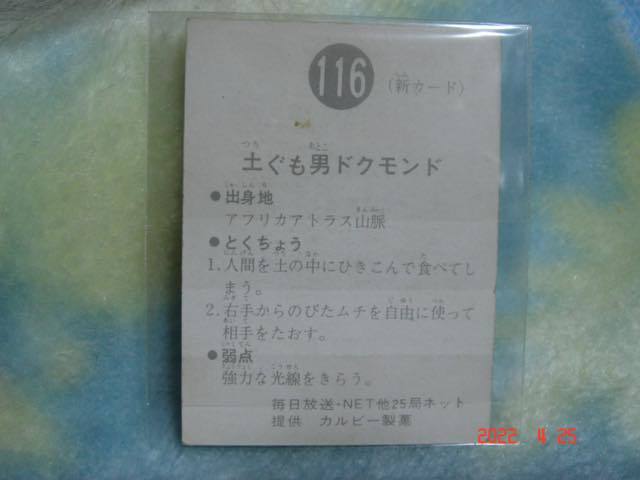 116
(新カード)
土ぐも男ドクモンド
●出身地
アフリカアトラス山脈
●とくちょう
1.人間を土の中にひきこんで食べてし
まう。
2.右手からのびたムチを自由に使って
相手をたおす。
●弱点
強力な光線をきらう。
毎日放送・NET他25局ネット
提供 カルビー製菓
2022 4 25